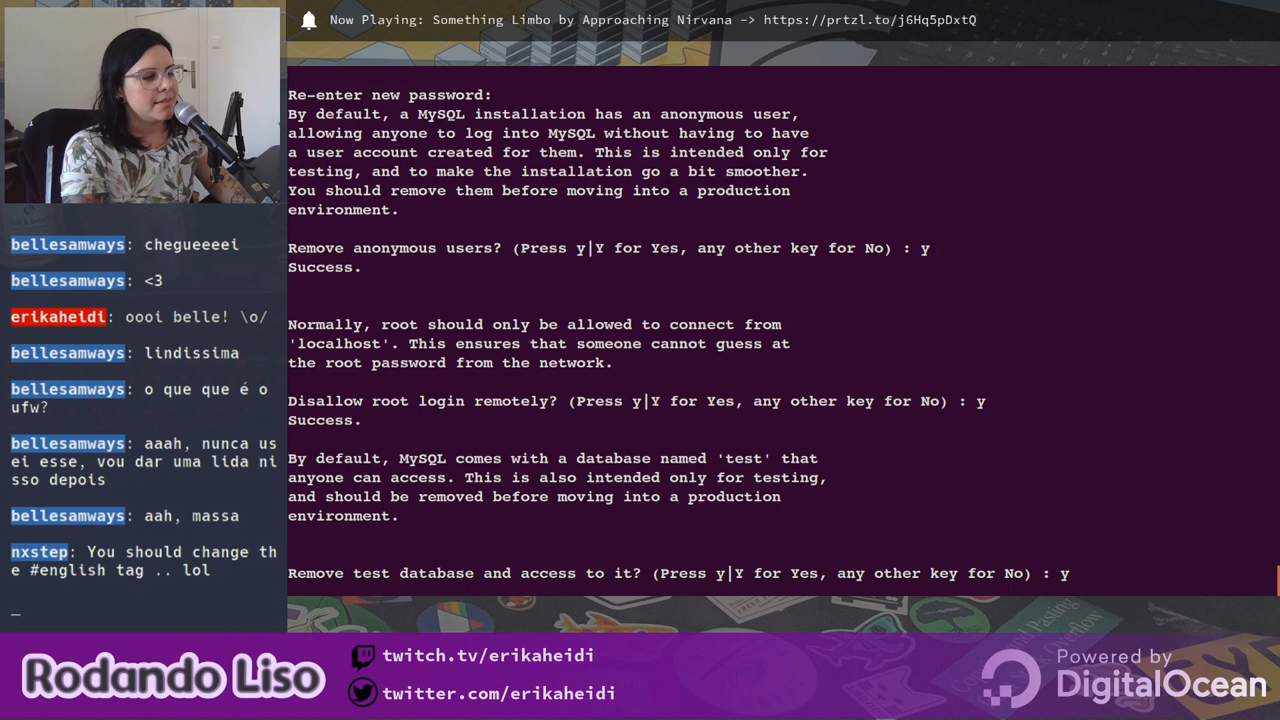 Now Playing: Something Limbo by Approaching Nirvana -> https://prtzl.to/j6Hq5pDxtQ
Re-enter new password:
By default, a MySQL installation has an anonymous user,
allowing anyone to log into MySQL without having to have
a user account created for them. This is intended only for
testing, and to make the installation go a bit smoother.
You should remove them before moving into a production
environment.
Remove anonymous users? (Press y|Y for Yes, any other key for No) : y
Success.
Normally, root should only be allowed to connect from
'localhost'. This ensures that someone cannot guess at
the root password from the network.
Disallow root login remotely? (Press y|Y for Yes, any other key for No) : y
Success.
By default, MySQL comes with a database named 'test' that
anyone can access. This is also intended only for testing,
and should be removed before moving into a production
environment.
Remove test database and access to it? (Press y|Y for Yes, any other key for No) : y
bellesamways: chegueeeei
bellesamways: <3
erikaheidi: oooi belle! \o/
bellesamways: lindissima
bellesamways: o que que é o
ufw?
bellesamways: aaah, nunca us
ei esse, vou dar uma lida ni
sso depois
bellesamways: aah, massa
nxstep: You should change th
e #english tag .. lol
_
Rodando Liso
twitch.tv/erikaheidi
twitter.com/erikaheidi
Powered by
DigitalOcean